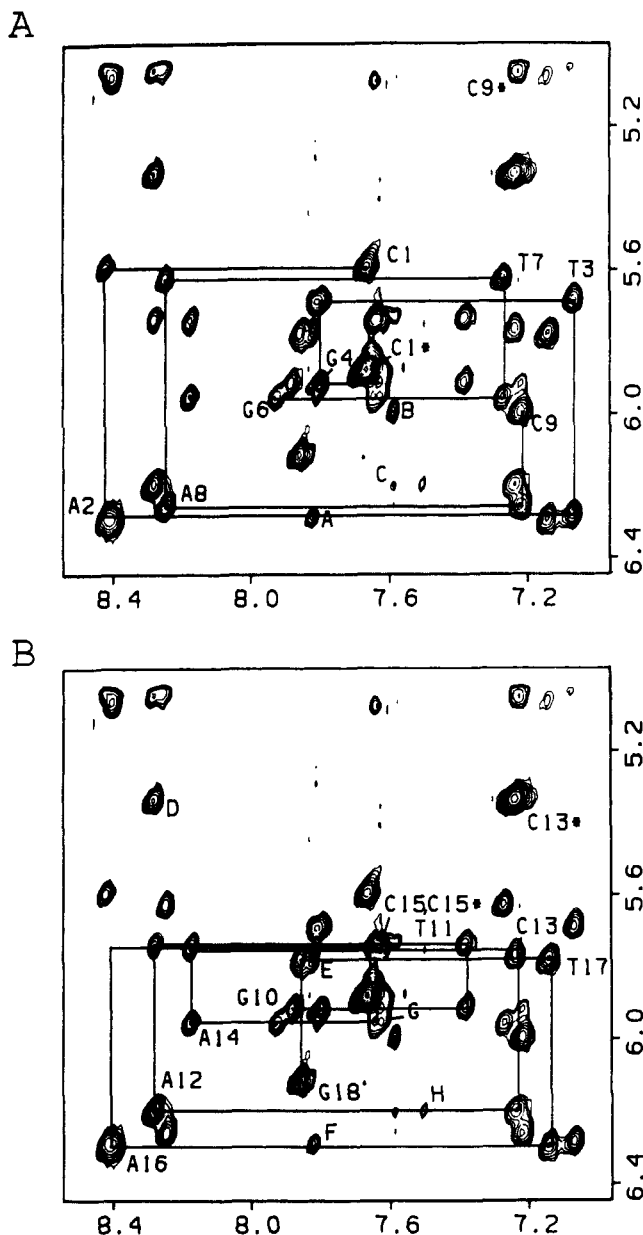 A
C9*
5.2
C1
T7
T3
5.6
C1*
G4
G6
B
C9
6.0
C
A2
A8
A
6.4
8.4 8.0 7.6 7.2
B
5.2
D
C13*
5.6
C15,C15*
T11
C13
E
T17
G10
G
A14
6.0
A12
G18'
H
F
A16
6.4
8.4 8.0 7.6 7.2